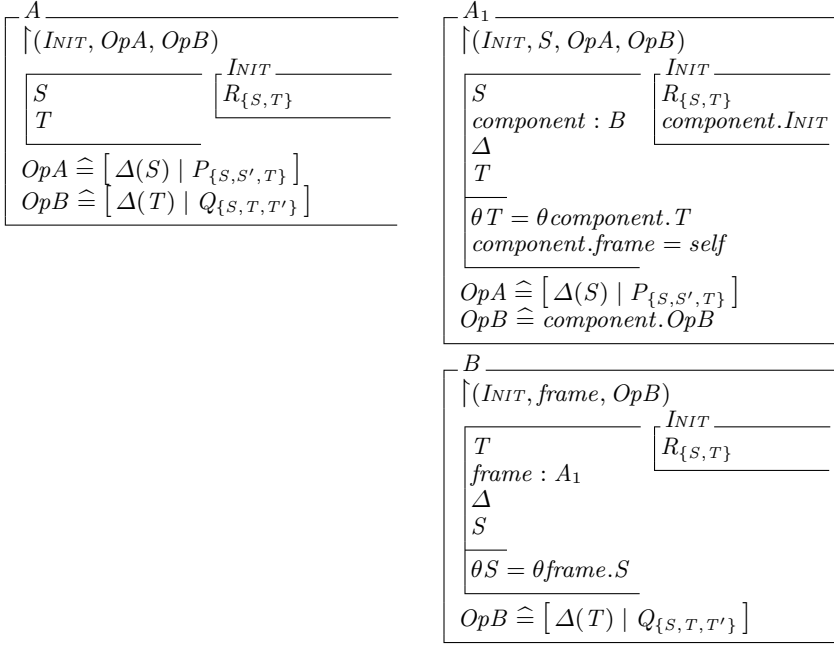 A
↾(INIT, OpA, OpB)
S
T
INIT
R{S,T}
OpA ≙ [ Δ(S) | P{S,S′,T} ]
OpB ≙ [ Δ(T) | Q{S,T,T′} ]
A₁
↾(INIT, S, OpA, OpB)
S
component : B
Δ
T
θT = θcomponent.T
component.frame = self
INIT
R{S,T}
component.INIT
OpA ≙ [ Δ(S) | P{S,S′,T} ]
OpB ≙ component.OpB
B
↾(INIT, frame, OpB)
T
frame : A₁
Δ
S
θS = θframe.S
INIT
R{S,T}
OpB ≙ [ Δ(T) | Q{S,T,T′} ]